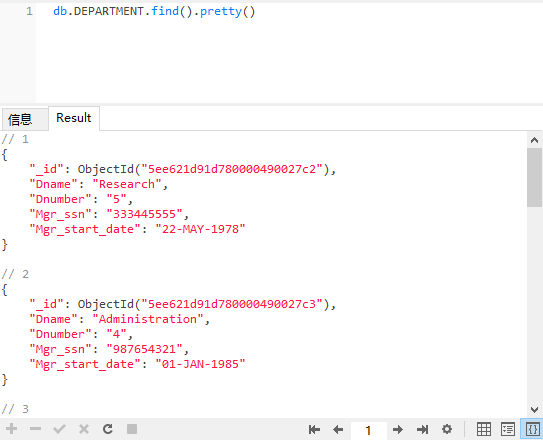 1 db.DEPARTMENT.find().pretty()
信息 Result
// 1
{
"_id": ObjectId("5ee621d91d780000490027c2"),
"Dname": "Research",
"Dnumber": "5",
"Mgr_ssn": "333445555",
"Mgr_start_date": "22-MAY-1978"
}
// 2
{
"_id": ObjectId("5ee621d91d780000490027c3"),
"Dname": "Administration",
"Dnumber": "4",
"Mgr_ssn": "987654321",
"Mgr_start_date": "01-JAN-1985"
}
// 3
1